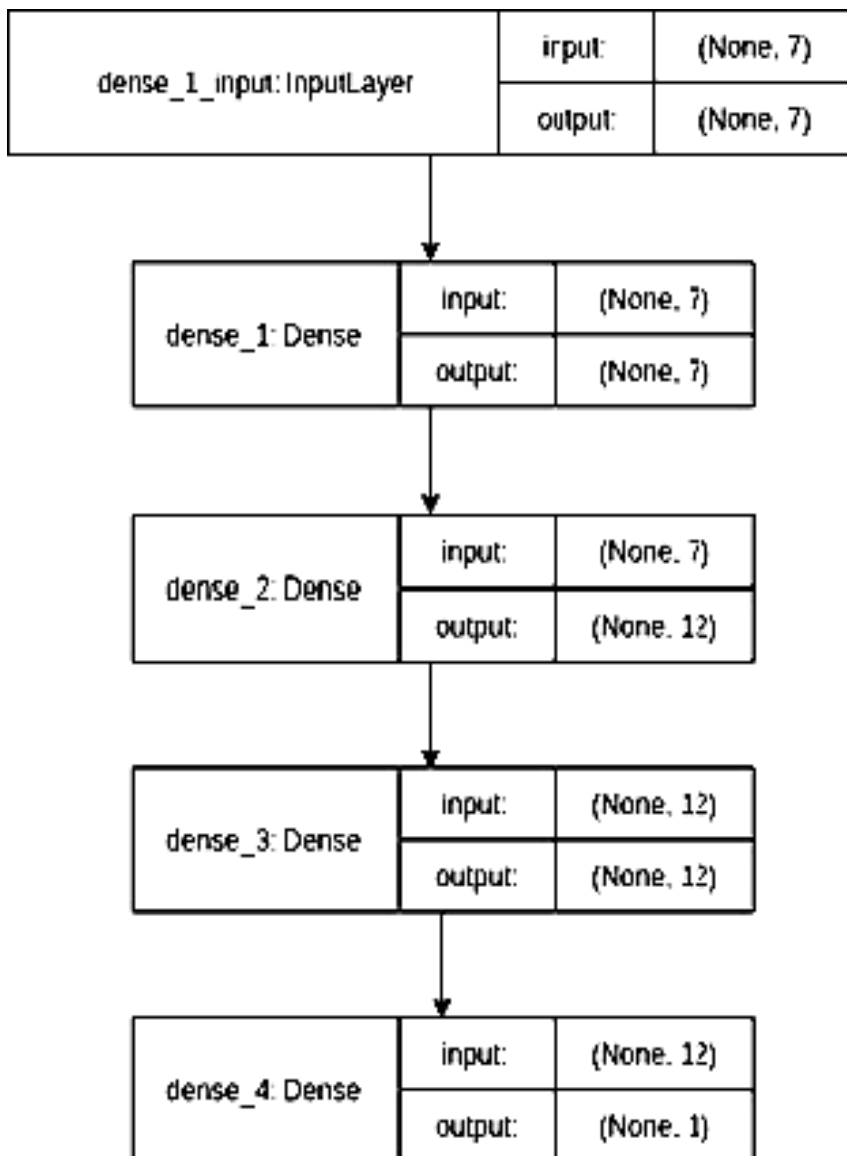 dense_1_input: InputLayer
input: (None, 7)
output: (None, 7)
dense_1: Dense
input: (None, 7)
output: (None, 7)
dense_2: Dense
input: (None, 7)
output: (None, 12)
dense_3: Dense
input: (None, 12)
output: (None, 12)
dense_4: Dense
input: (None, 12)
output: (None, 1)